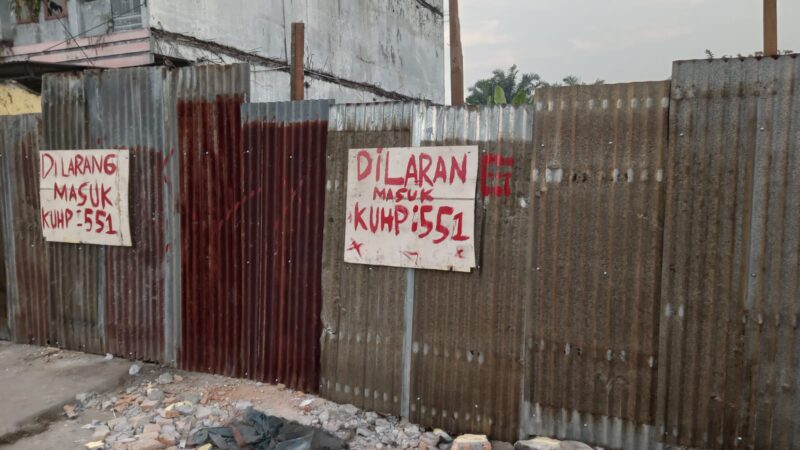 DiLARANG
MASUK
KUHP:551
DiLARAN G
MASUK
KUHP:551